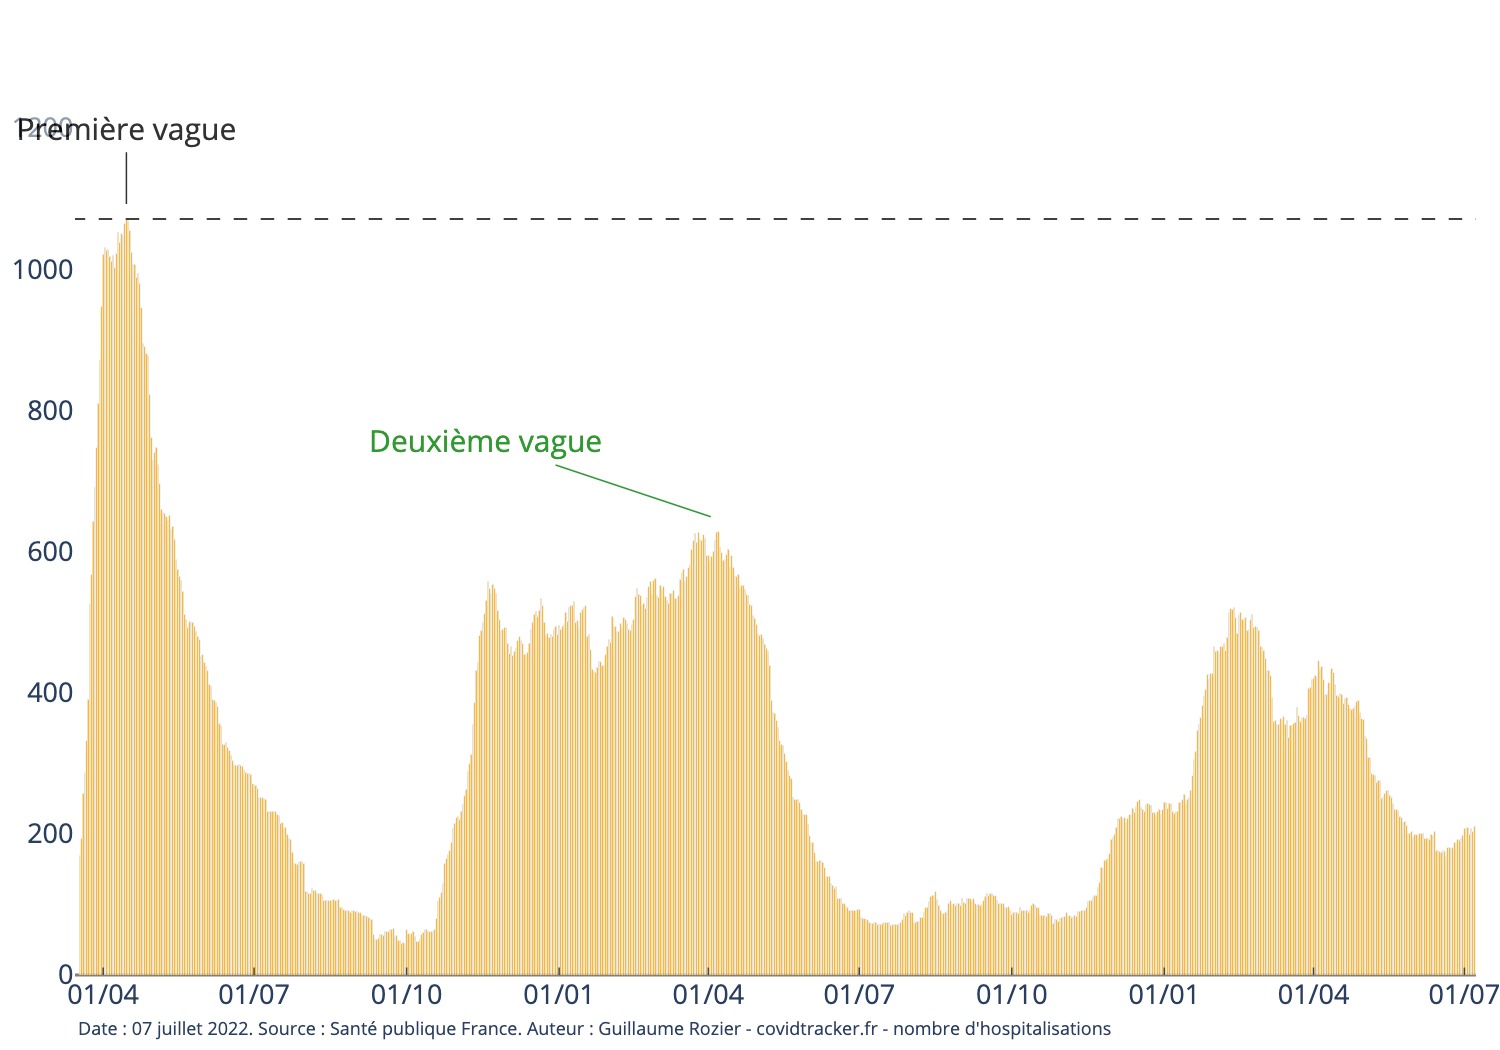 1200
Première vague
1000
800
Deuxième vague
600
400
200
0
01/04 01/07 01/10 01/01 01/04 01/07 01/10 01/01 01/04 01/07
Date : 07 juillet 2022. Source : Santé publique France. Auteur : Guillaume Rozier - covidtracker.fr - nombre d'hospitalisations